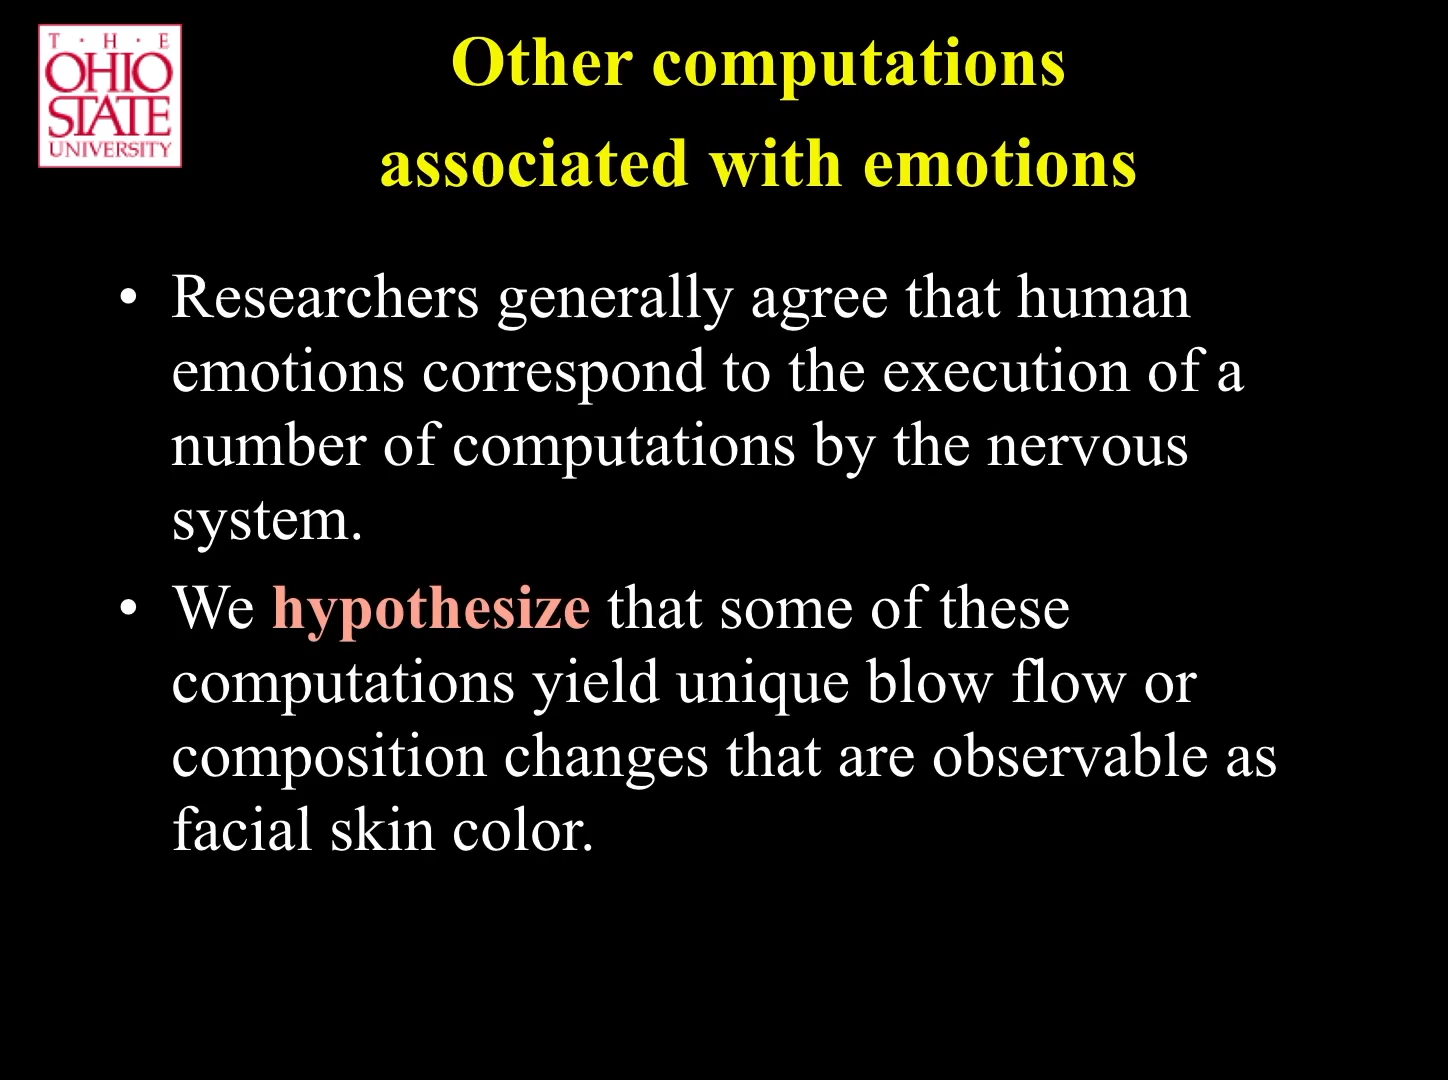 T · H · E
OHIO
STATE
UNIVERSITY
Other computations
associated with emotions
• Researchers generally agree that human
emotions correspond to the execution of a
number of computations by the nervous
system.
• We hypothesize that some of these
computations yield unique blow flow or
composition changes that are observable as
facial skin color.